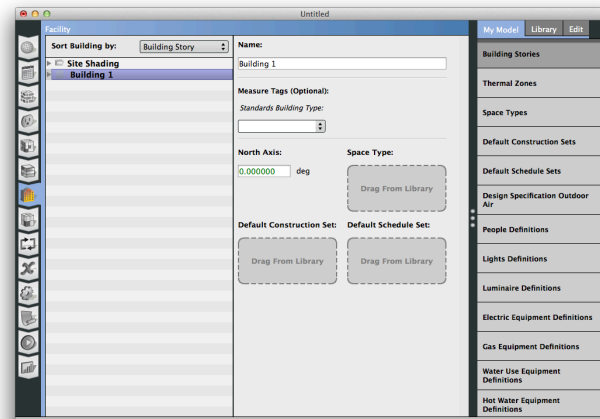 Untitled
Facility
My Model Library Edit
Sort Building by: Building Story
Site Shading
Building 1
Name:
Building 1
Measure Tags (Optional):
Standards Building Type:
North Axis: Space Type:
0.000000 deg
Drag From Library
Default Construction Set: Default Schedule Set:
Drag From Library Drag From Library
Building Stories
Thermal Zones
Space Types
Default Construction Sets
Default Schedule Sets
Design Specification Outdoor
Air
People Definitions
Lights Definitions
Luminaire Definitions
Electric Equipment Definitions
Gas Equipment Definitions
Water Use Equipment
Definitions
Hot Water Equipment
Definitions